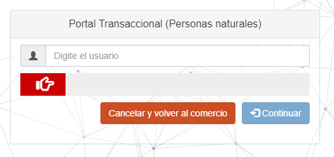 Portal Transaccional (Personas naturales)
Digite el usuario
Cancelar y volver al comercio
Continuar